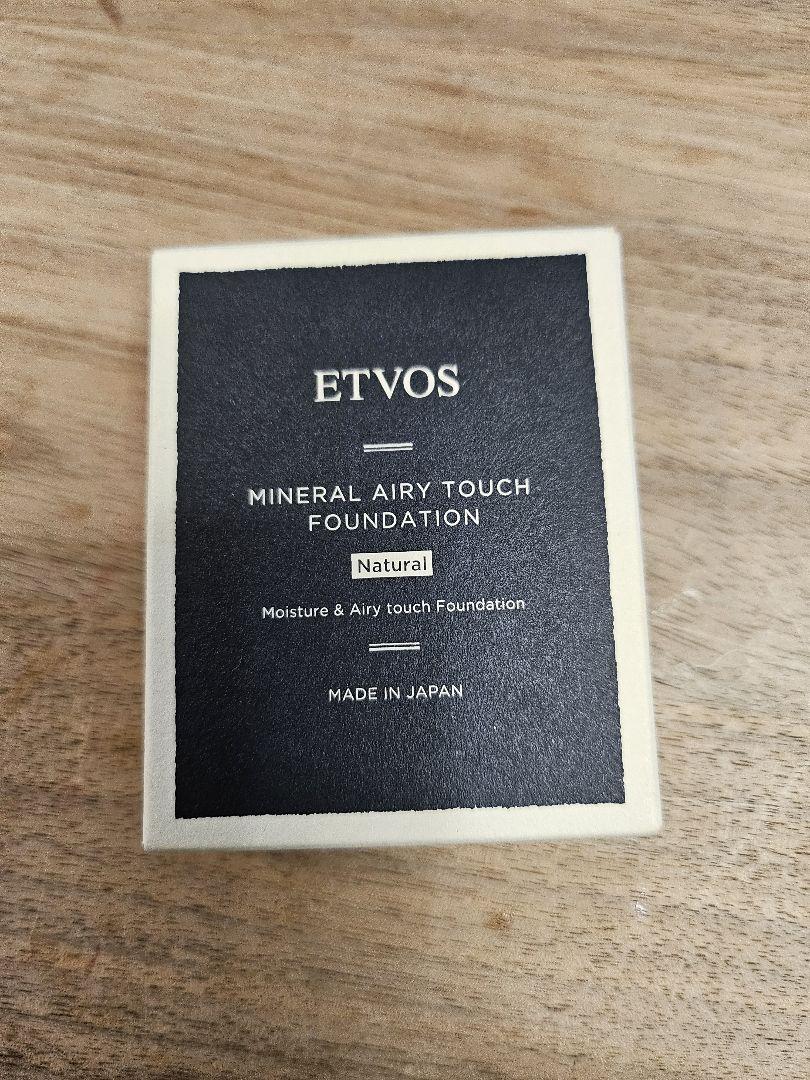 ETVOS
MINERAL AIRY TOUCH
FOUNDATION
Natural
Moisture & Airy touch Foundation
MADE IN JAPAN